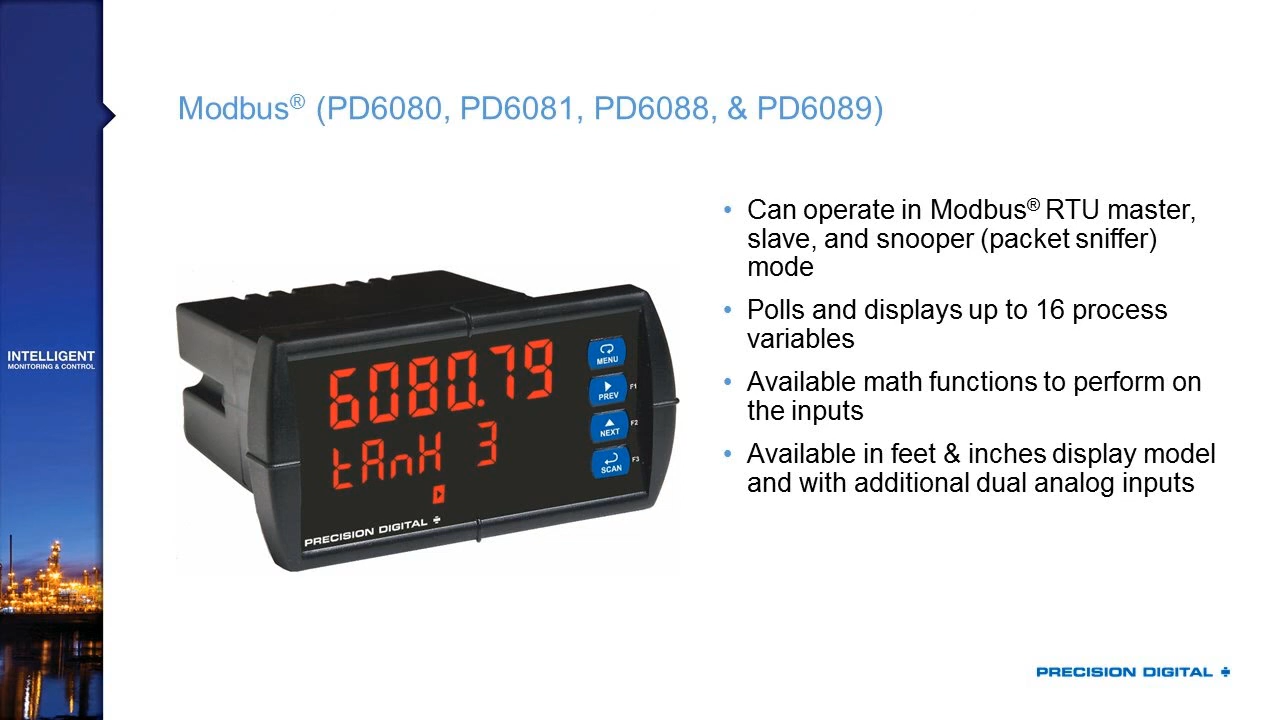 Modbus® (PD6080, PD6081, PD6088, & PD6089)
INTELLIGENT
MONITORING & CONTROL
6080.79
tAnK 3
MENU
PREV F1
NEXT F2
SCAN F3
PRECISION DIGITAL
• Can operate in Modbus® RTU master,
slave, and snooper (packet sniffer)
mode
• Polls and displays up to 16 process
variables
• Available math functions to perform on
the inputs
• Available in feet & inches display model
and with additional dual analog inputs
PRECISION DIGITAL